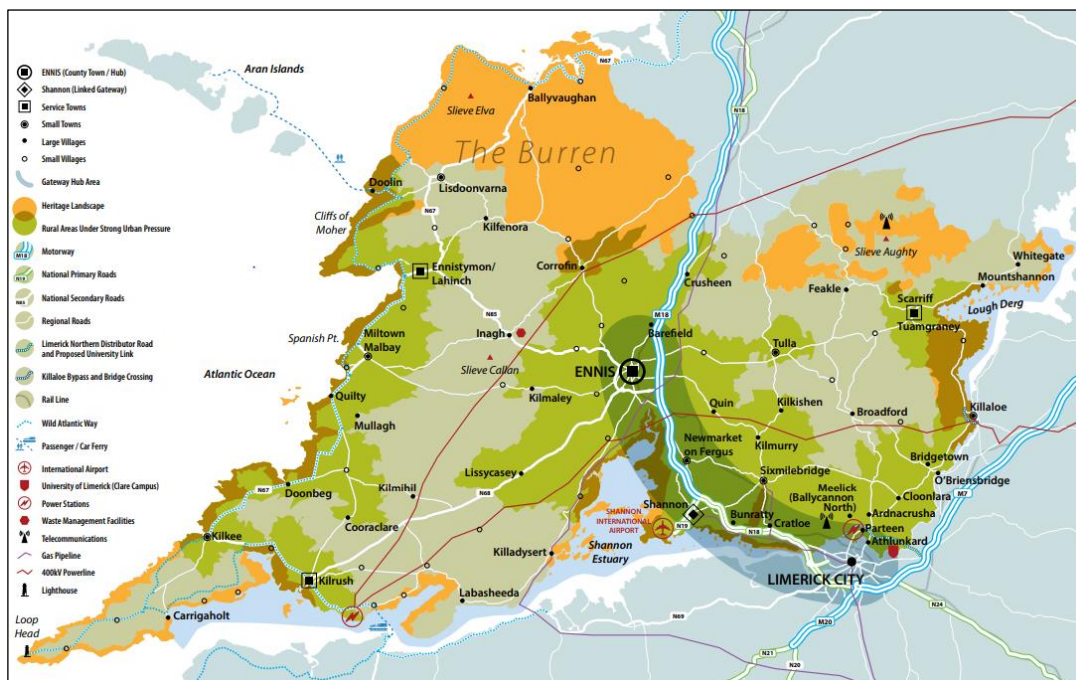 ENNIS (County Town / Hub)
Shannon (Linked Gateway)
Service Towns
Small Towns
Large Villages
Small Villages
Gateway Hub Area
Heritage Landscape
Rural Areas Under Strong Urban Pressure
M18
Motorway
N19
National Primary Roads
N85
National Secondary Roads
Regional Roads
Limerick Northern Distributor Road
and Proposed University Link
Killaloe Bypass and Bridge Crossing
Rail Line
Wild Atlantic Way
Passenger / Car Ferry
International Airport
University of Limerick (Clare Campus)
Power Stations
Waste Management Facilities
Telecommunications
Gas Pipeline
400kV Powerline
Lighthouse
Aran Islands
N67
Ballyvaughan
Slieve Elva
N18
The Burren
Doolin
Lisdoonvarna
Cliffs of
Moher
N67
Kilfenora
Corrofin
Ennistymon/
Lahinch
Crusheen
Slieve Aughty
Feakle
Whitegate
Mountshannon
Lough Derg
Scarriff
Tuamgraney
N85
M18
Barefield
Inagh
Miltown
Malbay
Spanish Pt.
Slieve Callan
Tulla
ENNIS
Atlantic Ocean
Quilty
Kilmaley
Mullagh
Quin
Kilkishen
Broadford
Killaloe
Kilmurry
Newmarket
on Fergus
Sixmilebridge
Bridgetown
O'Briensbridge
M7
Lissycasey
Doonbeg
N67
Kilmihil
N68
Cooraclare
Meelick
(Ballycannon
North)
Cloonlara
Ardnacrusha
Parteen
Athlunkard
Shannon
SHANNON
INTERNATIONAL
AIRPORT
N19
Bunratty
Cratloe
N18
Kilkee
Killadysert
Shannon
Estuary
Kilrush
Labasheeda
LIMERICK CITY
Carrigaholt
Loop
Head
N69
N24
M20
N21
N20